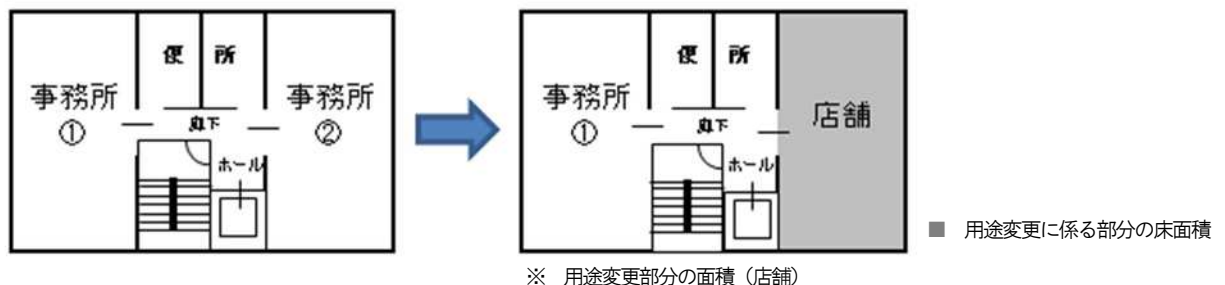 便 所
事務所
①
廊下
事務所
②
ホール
便 所
事務所
①
廊下
店舗
ホール
■ 用途変更に係る部分の床面積
※ 用途変更部分の面積（店舗）